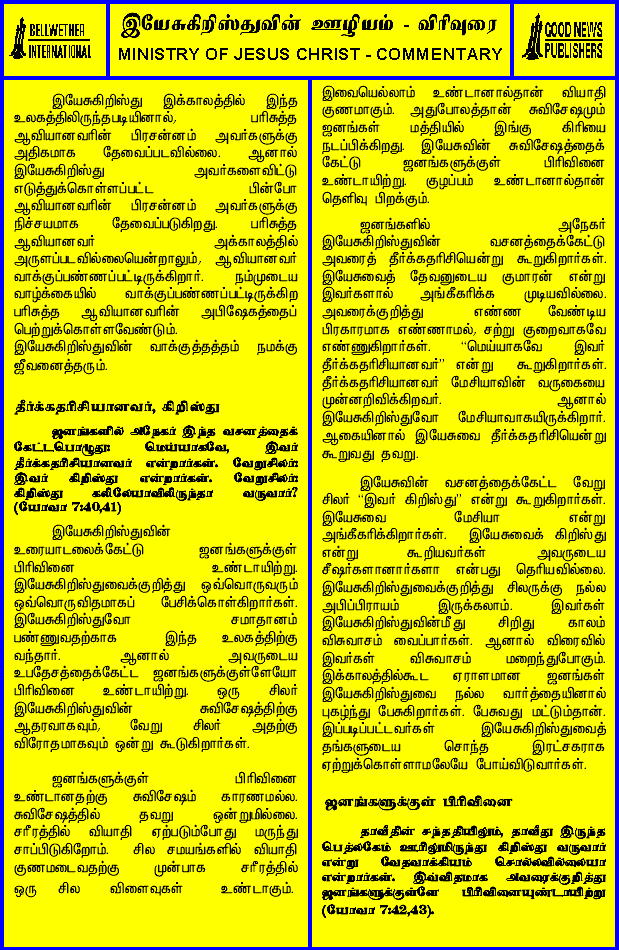 BELLWETHER
INTERNATIONAL
இயேசுகிறிஸ்துவின் ஊழியம் - விரிவுரை
MINISTRY OF JESUS CHRIST - COMMENTARY
GOOD NEWS
PUBLISHERS
இயேசுகிறிஸ்து இக்காலத்தில் இந்த
உலகத்திலிருந்தபடியினால், பரிசுத்த
ஆவியானவரின் பிரசன்னம் அவர்களுக்கு
அதிகமாக தேவைப்படவில்லை. ஆனால்
இயேசுகிறிஸ்து அவர்களைவிட்டு
எடுத்துக்கொள்ளப்பட்ட பின்போ
ஆவியானவரின் பிரசன்னம் அவர்களுக்கு
நிச்சயமாக தேவைப்படுகிறது. பரிசுத்த
ஆவியானவர் அக்காலத்தில்
அருளப்படவில்லையென்றாலும், ஆவியானவர்
வாக்குப்பண்ணப்பட்டிருக்கிறார். நம்முடைய
வாழ்க்கையில் வாக்குப்பண்ணப்பட்டிருக்கிற
பரிசுத்த ஆவியானவரின் அபிஷேகத்தைப்
பெற்றுக்கொள்ளவேண்டும்.
இயேசுகிறிஸ்துவின் வாக்குத்தத்தம் நமக்கு
ஜீவனைத்தரும்.
தீர்க்கதரிசியானவர், கிறிஸ்து
ஜனங்களில் அநேகர் இந்த வசனத்தைக்
கேட்டபொழுது: மெய்யாகவே, இவர்
தீர்க்கதரிசியானவர் என்றார்கள். வேறுசிலர்:
இவர் கிறிஸ்து என்றார்கள். வேறுசிலர்:
கிறிஸ்து கலிலேயாவிலிருந்தா வருவார்?
(யோவா 7:40,41)
இயேசுகிறிஸ்துவின்
உரையாடலைக்கேட்டு ஜனங்களுக்குள்
பிரிவினை உண்டாயிற்று.
இயேசுகிறிஸ்துவைக்குறித்து ஒவ்வொருவரும்
ஒவ்வொருவிதமாகப் பேசிக்கொள்கிறார்கள்.
இயேசுகிறிஸ்துவோ சமாதானம்
பண்ணுவதற்காக இந்த உலகத்திற்கு
வந்தார். ஆனால் அவருடைய
உபதேசத்தைக்கேட்ட ஜனங்களுக்குள்ளேயோ
பிரிவினை உண்டாயிற்று. ஒரு சிலர்
இயேசுகிறிஸ்துவின் சுவிசேஷத்திற்கு
ஆதரவாகவும், வேறு சிலர் அதற்கு
விரோதமாகவும் ஒன்று கூடுகிறார்கள்.
ஜனங்களுக்குள் பிரிவினை
உண்டானதற்கு சுவிசேஷம் காரணமல்ல.
சுவிசேஷத்தில் தவறு ஒன்றுமில்லை.
சரீரத்தில் வியாதி ஏற்படும்போது மருந்து
சாப்பிடுகிறோம். சில சமயங்களில் வியாதி
குணமடைவதற்கு முன்பாக சரீரத்தில்
ஒரு சில விளைவுகள் உண்டாகும்.
இவையெல்லாம் உண்டானால்தான் வியாதி
குணமாகும். அதுபோலத்தான் சுவிசேஷமும்
ஜனங்கள் மத்தியில் இங்கு கிரியை
நடப்பிக்கிறது. இயேசுவின் சுவிசேஷத்தைக்
கேட்டு ஜனங்களுக்குள் பிரிவினை
உண்டாயிற்று. குழப்பம் உண்டானால்தான்
தெளிவு பிறக்கும்.
ஜனங்களில் அநேகர்
இயேசுகிறிஸ்துவின் வசனத்தைக்கேட்டு
அவரைத் தீர்க்கதரிசியென்று கூறுகிறார்கள்.
இயேசுவைத் தேவனுடைய குமாரன் என்று
இவர்களால் அங்கீகரிக்க முடியவில்லை.
அவரைக்குறித்து எண்ண வேண்டிய
பிரகாரமாக எண்ணாமல், சற்று குறைவாகவே
எண்ணுகிறார்கள். "மெய்யாகவே இவர்
தீர்க்கதரிசியானவர்" என்று கூறுகிறார்கள்.
தீர்க்கதரிசியானவர் மேசியாவின் வருகையை
முன்னறிவிக்கிறவர். ஆனால்
இயேசுகிறிஸ்துவோ மேசியாவாகயிருக்கிறார்.
ஆகையினால் இயேசுவை தீர்க்கதரிசியென்று
கூறுவது தவறு.
இயேசுவின் வசனத்தைக்கேட்ட வேறு
சிலர் "இவர் கிறிஸ்து" என்று கூறுகிறார்கள்.
இயேசுவை மேசியா என்று
அங்கீகரிக்கிறார்கள். இயேசுவைக் கிறிஸ்து
என்று கூறியவர்கள் அவருடைய
சீஷர்களானார்களா என்பது தெரியவில்லை.
இயேசுகிறிஸ்துவைக்குறித்து சிலருக்கு நல்ல
அபிப்பிராயம் இருக்கலாம். இவர்கள்
இயேசுகிறிஸ்துவின்மீது சிறிது காலம்
விசுவாசம் வைப்பார்கள். ஆனால் விரைவில்
இவர்கள் விசுவாசம் மறைந்துபோகும்.
இக்காலத்தில்கூட ஏராளமான ஜனங்கள்
இயேசுகிறிஸ்துவை நல்ல வார்த்தையினால்
புகழ்ந்து பேசுகிறார்கள். பேசுவது மட்டும்தான்.
இப்படிப்பட்டவர்கள் இயேசுகிறிஸ்துவைத்
தங்களுடைய சொந்த இரட்சகராக
ஏற்றுக்கொள்ளாமலேயே போய்விடுவார்கள்.
ஜனங்களுக்குள் பிரிவினை
தாவீதின் சந்ததியிலும், தாவீது இருந்த
பெத்லகேம் ஊரிலுமிருந்து கிறிஸ்து வருவார்
என்று வேதவாக்கியம் சொல்லவில்லையா
என்றார்கள். இவ்விதமாக அவரைக்குறித்து
ஜனங்களுக்குள்ளே பிரிவினையுண்டாயிற்று
(யோவா 7:42,43).